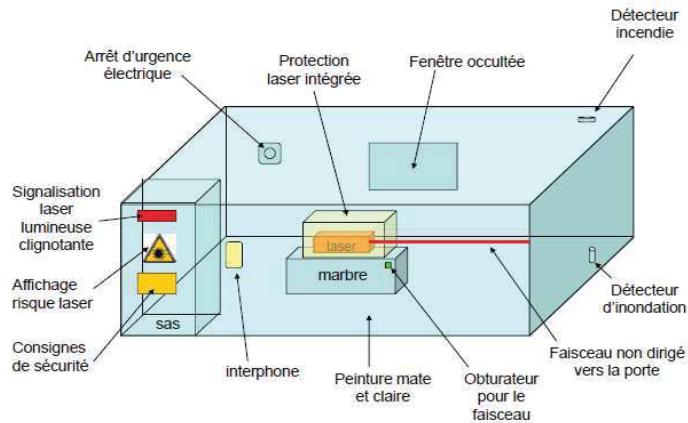 Détecteur
incendie
Arrêt d'urgence
électrique
Protection
laser intégrée
Fenêtre occultée
Signalisation
laser
lumineuse
clignotante
Affichage
risque laser
Consignes
de sécurité
laser
marbre
sas
interphone
Peinture mate
et claire
Obturateur
pour le
faisceau
Détecteur
d'inondation
Faisceau non dirigé
vers la porte